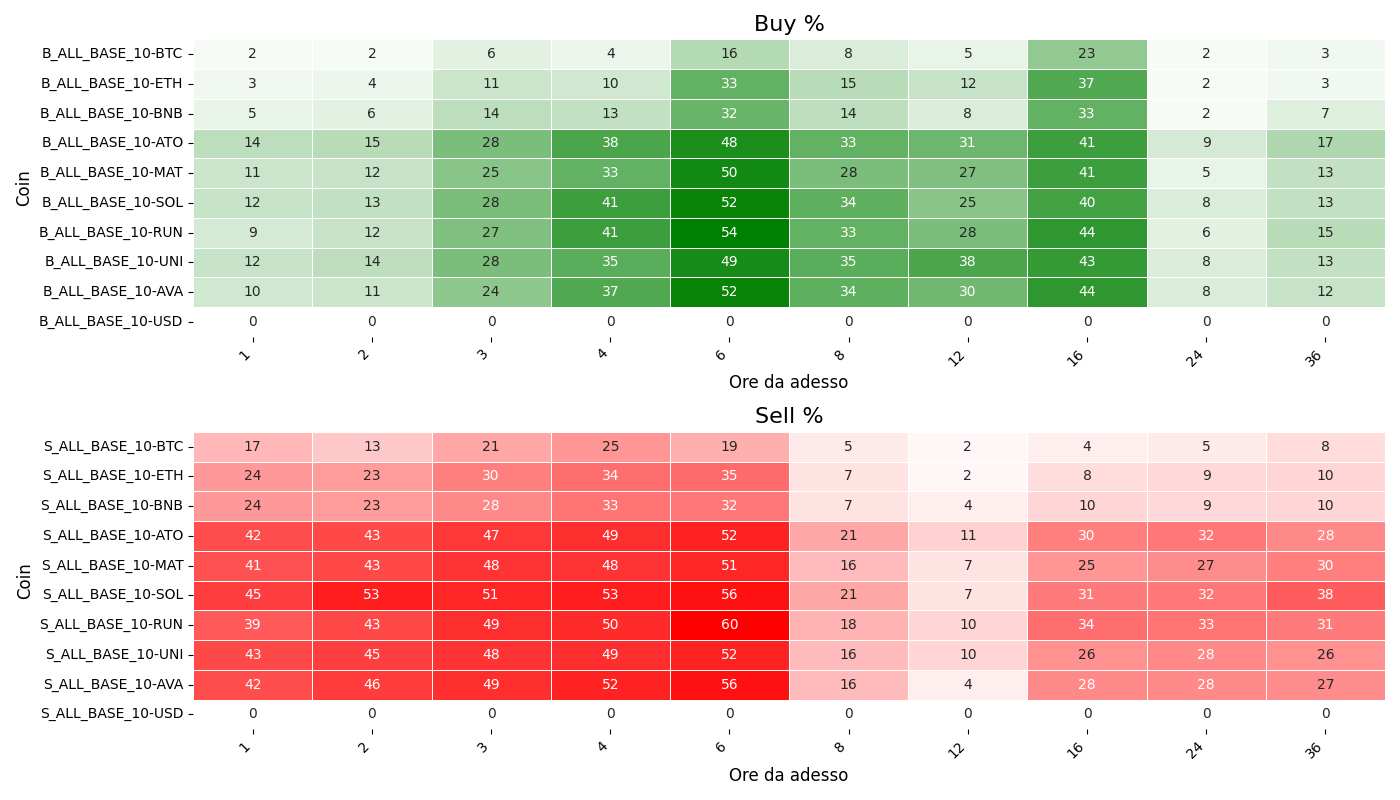 Buy %
Coin
B_ALL_BASE_10-BTC 2 2 6 4 16 8 5 23 2 3
B_ALL_BASE_10-ETH 3 4 11 10 33 15 12 37 2 3
B_ALL_BASE_10-BNB 5 6 14 13 32 14 8 33 2 7
B_ALL_BASE_10-ATO 14 15 28 38 48 33 31 41 9 17
B_ALL_BASE_10-MAT 11 12 25 33 50 28 27 41 5 13
B_ALL_BASE_10-SOL 12 13 28 41 52 34 25 40 8 13
B_ALL_BASE_10-RUN 9 12 27 41 54 33 28 44 6 15
B_ALL_BASE_10-UNI 12 14 28 35 49 35 38 43 8 13
B_ALL_BASE_10-AVA 10 11 24 37 52 34 30 44 8 12
B_ALL_BASE_10-USD 0 0 0 0 0 0 0 0 0 0
1 2 3 4 6 8 12 16 24 36
Ore da adesso
Sell %
Coin
S_ALL_BASE_10-BTC 17 13 21 25 19 5 2 4 5 8
S_ALL_BASE_10-ETH 24 23 30 34 35 7 2 8 9 10
S_ALL_BASE_10-BNB 24 23 28 33 32 7 4 10 9 10
S_ALL_BASE_10-ATO 42 43 47 49 52 21 11 30 32 28
S_ALL_BASE_10-MAT 41 43 48 48 51 16 7 25 27 30
S_ALL_BASE_10-SOL 45 53 51 53 56 21 7 31 32 38
S_ALL_BASE_10-RUN 39 43 49 50 60 18 10 34 33 31
S_ALL_BASE_10-UNI 43 45 48 49 52 16 10 26 28 26
S_ALL_BASE_10-AVA 42 46 49 52 56 16 4 28 28 27
S_ALL_BASE_10-USD 0 0 0 0 0 0 0 0 0 0
1 2 3 4 6 8 12 16 24 36
Ore da adesso